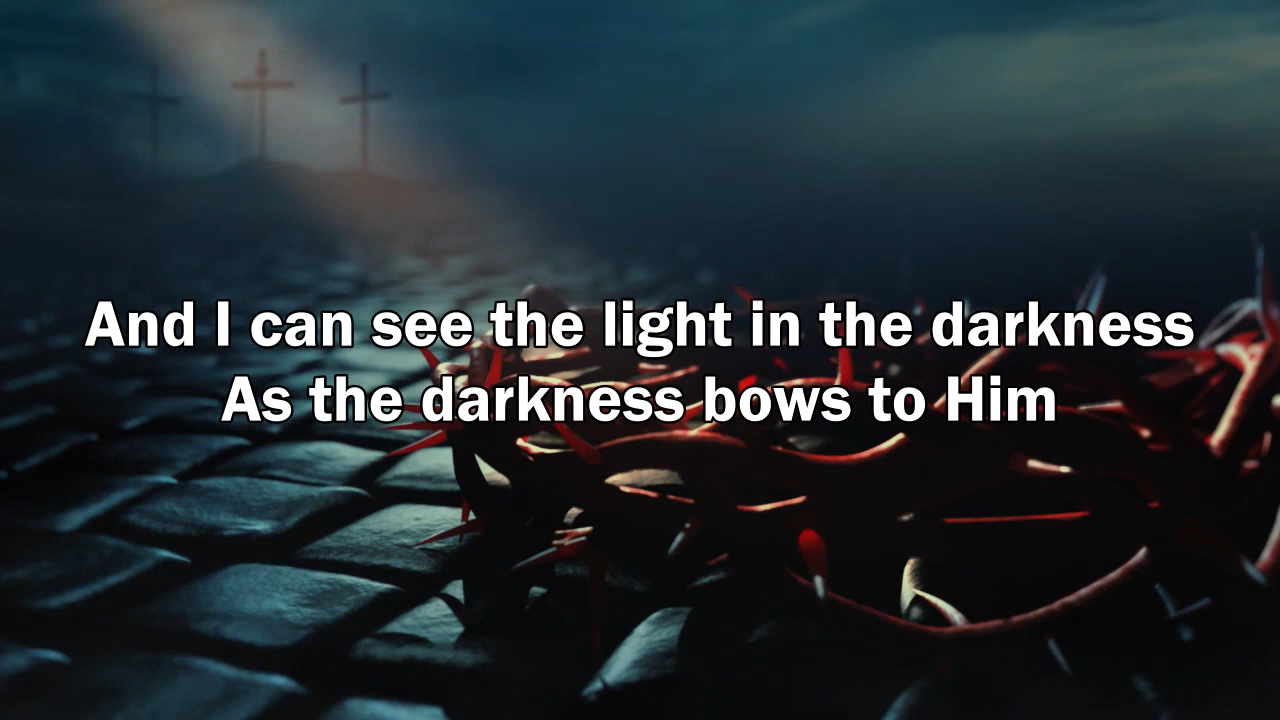 And I can see the light in the darkness
As the darkness bows to Him